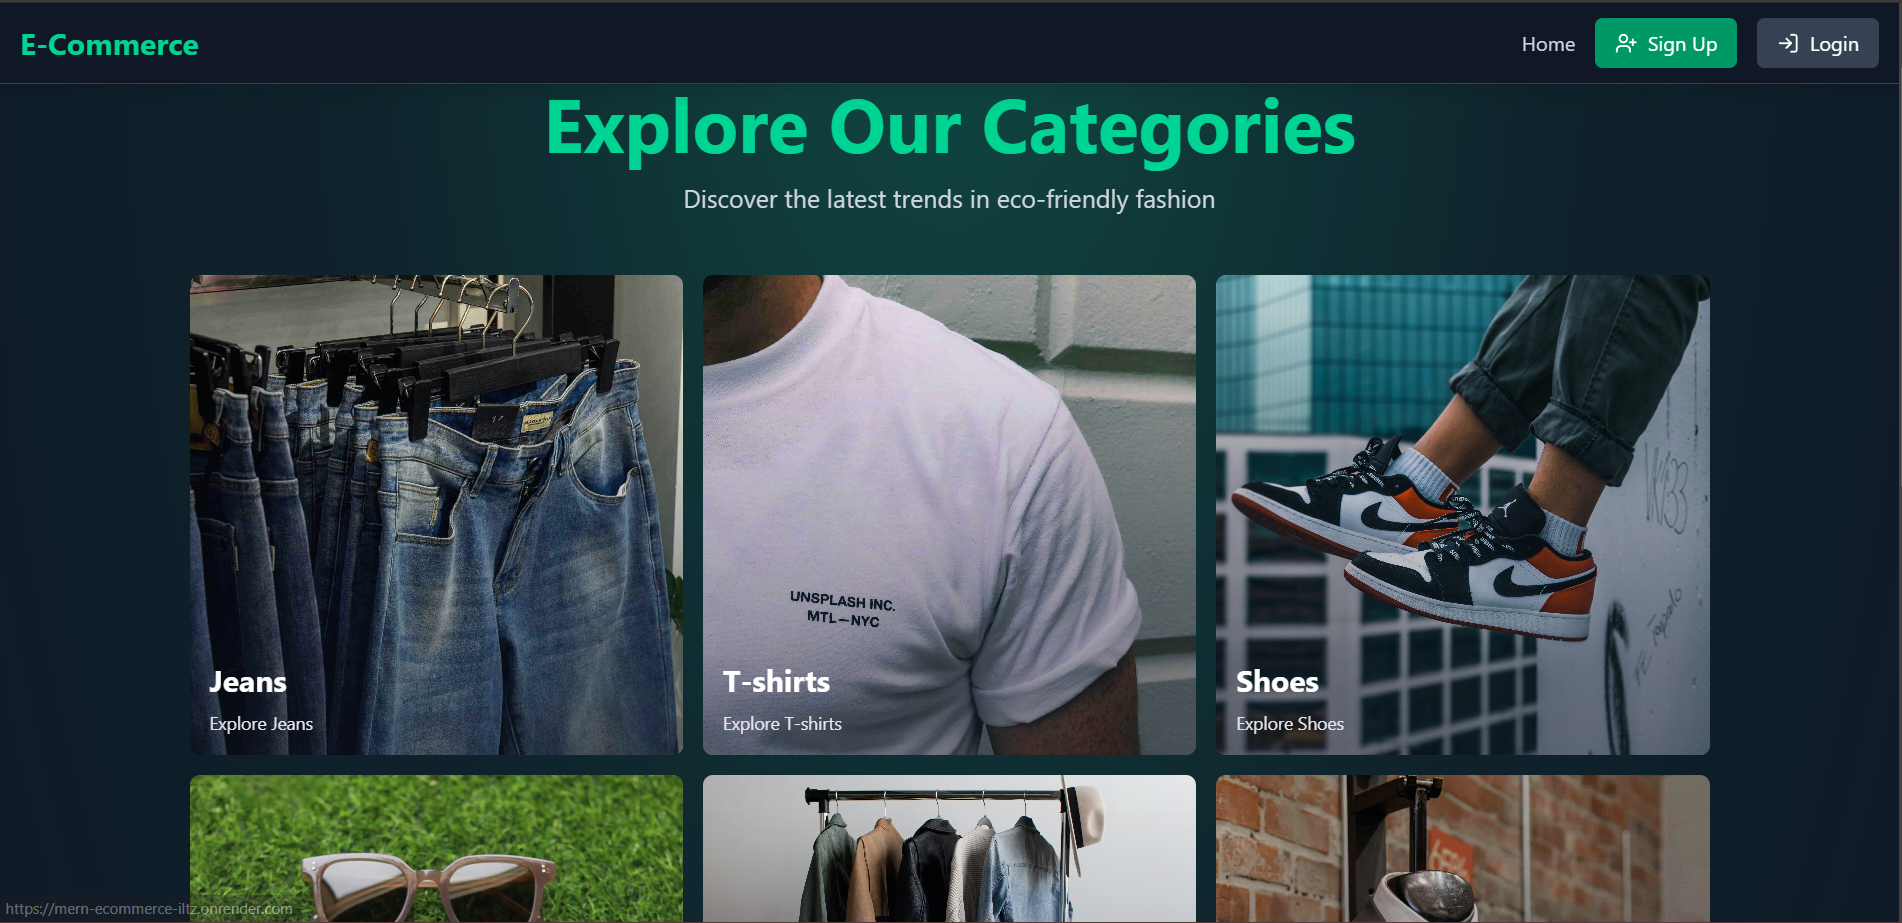 E-Commerce
Home
Sign Up
Login
Explore Our Categories
Discover the latest trends in eco-friendly fashion
UNSPLASH INC.
MTL—NYC
Jeans
Explore Jeans
T-shirts
Explore T-shirts
Shoes
Explore Shoes
https://mern-ecommerce-iltz.onrender.com